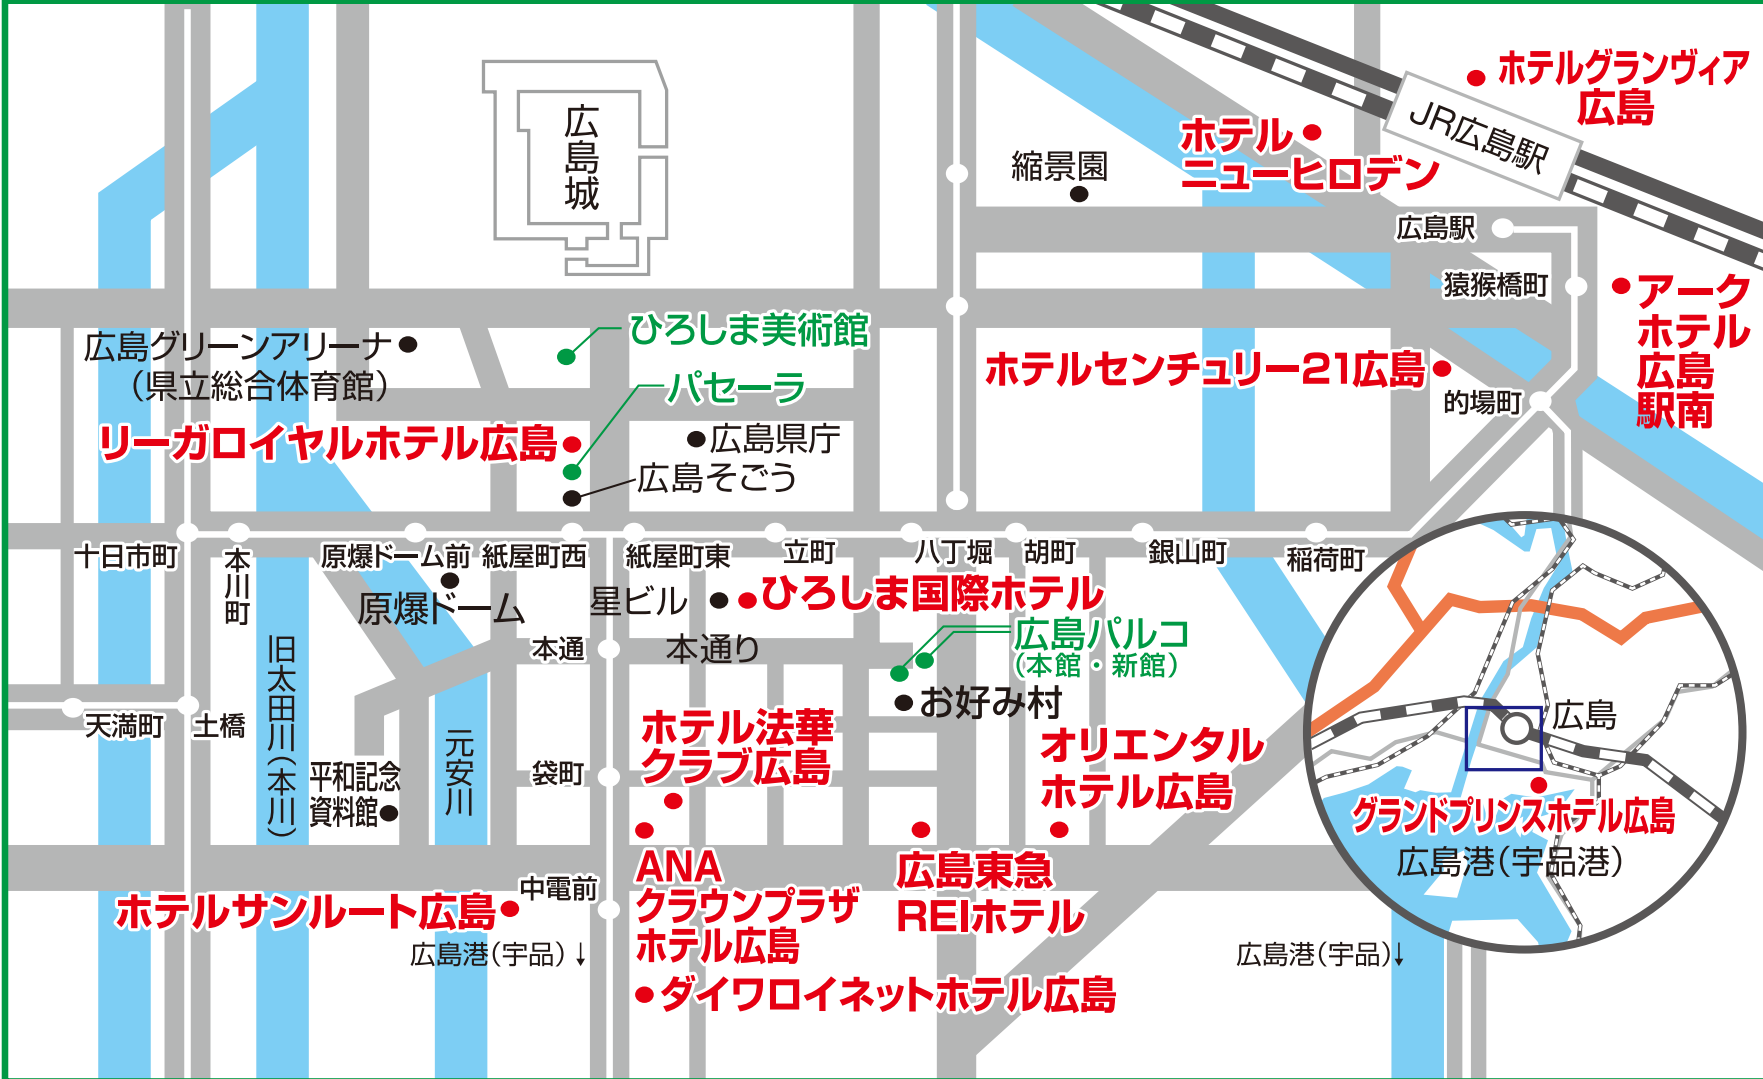 ホテルグランヴィア
広島
JR広島駅
ホテル
ニューヒロデン
縮景園
広島城
広島駅
猿猴橋町
アーク
ホテル
広島
駅南
ひろしま美術館
広島グリーンアリーナ
（県立総合体育館）
パセーラ
ホテルセンチュリー21広島
的場町
リーガロイヤルホテル広島
広島県庁
広島そごう
十日市町
本川町
原爆ドーム前
紙屋町西
紙屋町東
立町
八丁堀
胡町
銀山町
稲荷町
原爆ドーム
星ビル
ひろしま国際ホテル
本通
本通り
広島パルコ
（本館・新館）
お好み村
天満町
土橋
旧太田川（本川）
元安川
平和記念
資料館
袋町
ホテル法華
クラブ広島
オリエンタル
ホテル広島
広島
グランドプリンスホテル広島
広島港（宇品港）
ANA
クラウンプラザ
ホテル広島
広島東急
REIホテル
中電前
ホテルサンルート広島
広島港（宇品）↓
広島港（宇品）↓
ダイワロイネットホテル広島